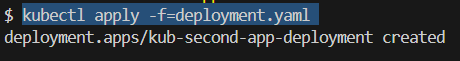 $ kubectl apply -f=deployment.yaml
deployment.apps/kub-second-app-deployment created